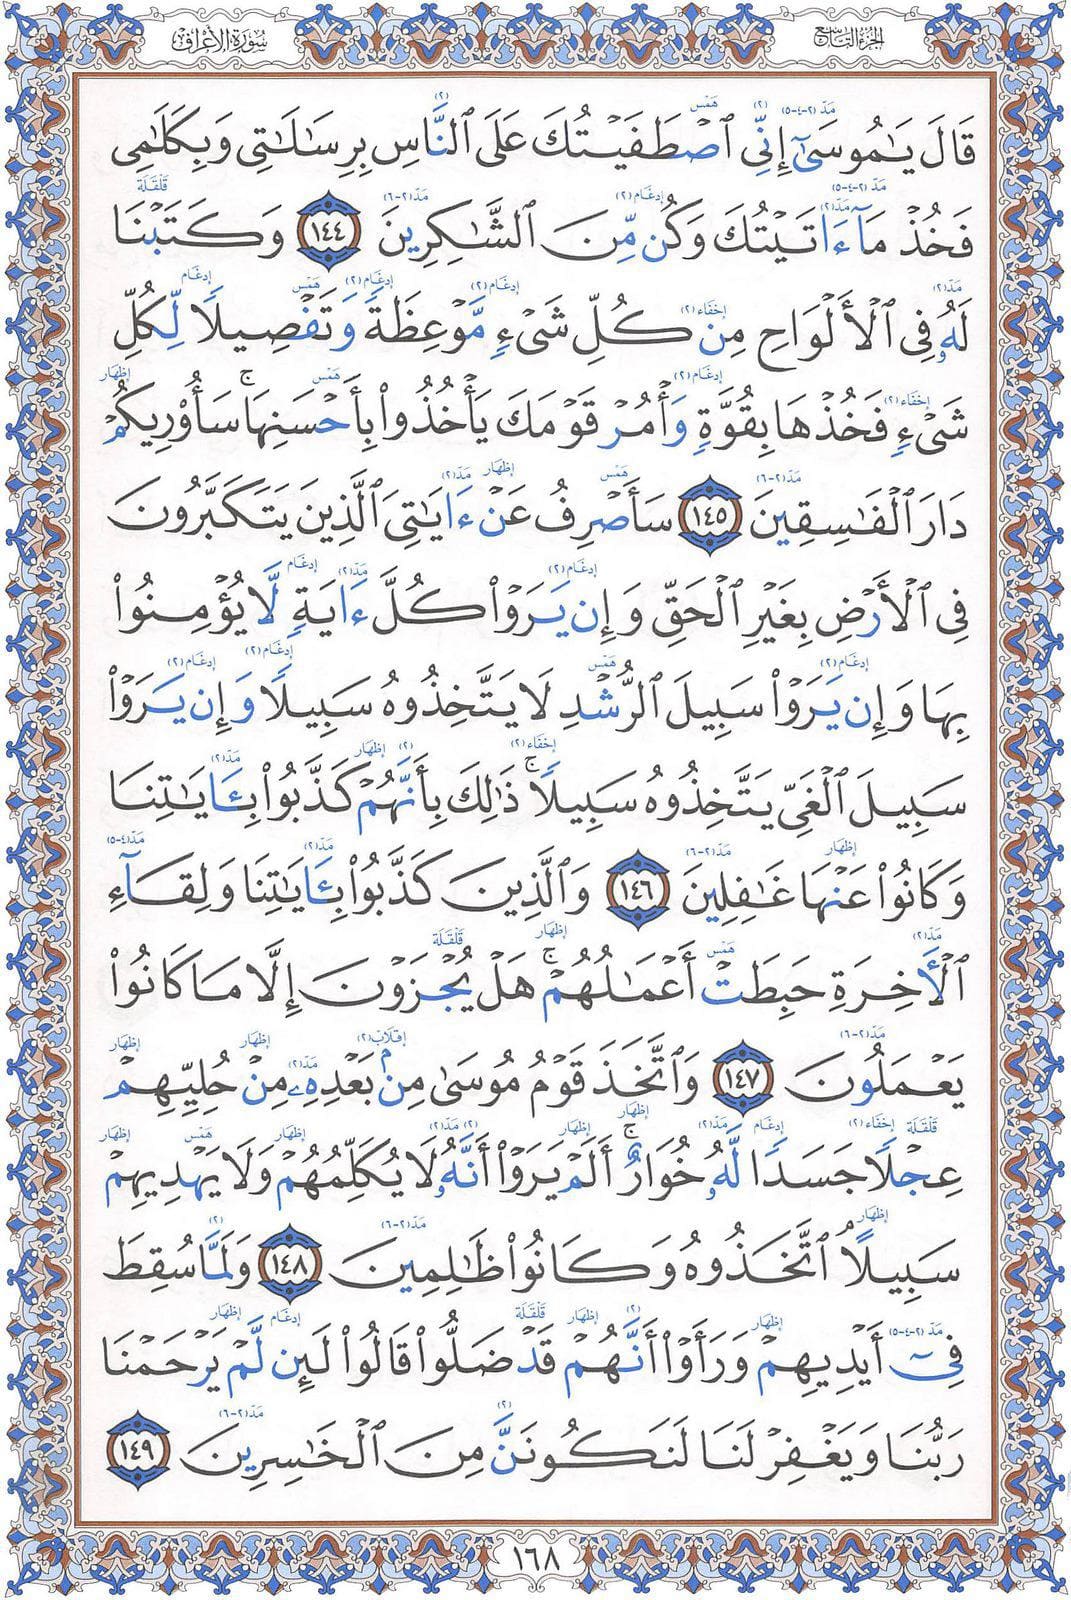 الجزء التاسع
سورة الأعراف
قَالَ يَٰمُوسَىٰٓ إِنِّي ٱصۡطَفَيۡتُكَ عَلَى ٱلنَّاسِ بِرِسَٰلَٰتِي وَبِكَلَٰمِي
فَخُذۡ مَآ ءَاتَيۡتُكَ وَكُن مِّنَ ٱلشَّٰكِرِينَ ١٤٤ وَكَتَبۡنَا
لَهُۥ فِي ٱلۡأَلۡوَاحِ مِن كُلِّ شَيۡءٖ مَّوۡعِظَةٗ وَتَفۡصِيلٗا لِّكُلِّ
شَيۡءٖ فَخُذۡهَا بِقُوَّةٖ وَأۡمُرۡ قَوۡمَكَ يَأۡخُذُواْ بِأَحۡسَنِهَاۚ سَأُوْرِيكُمۡ
دَارَ ٱلۡفَٰسِقِينَ ١٤٥ سَأَصۡرِفُ عَنۡ ءَايَٰتِيَ ٱلَّذِينَ يَتَكَبَّرُونَ
فِي ٱلۡأَرۡضِ بِغَيۡرِ ٱلۡحَقِّ وَإِن يَرَوۡاْ كُلَّ ءَايَةٖ لَّا يُؤۡمِنُواْ
بِهَا وَإِن يَرَوۡاْ سَبِيلَ ٱلرُّشۡدِ لَا يَتَّخِذُوهُ سَبِيلٗا وَإِن يَرَوۡاْ
سَبِيلَ ٱلۡغَيِّ يَتَّخِذُوهُ سَبِيلٗاۚ ذَٰلِكَ بِأَنَّهُمۡ كَذَّبُواْ بِـَٔايَٰتِنَا
وَكَانُواْ عَنۡهَا غَٰفِلِينَ ١٤٦ وَٱلَّذِينَ كَذَّبُواْ بِـَٔايَٰتِنَا وَلِقَآءِ
ٱلۡأٓخِرَةِ حَبِطَتۡ أَعۡمَٰلُهُمۡۚ هَلۡ يُجۡزَوۡنَ إِلَّا مَا كَانُواْ
يَعۡمَلُونَ ١٤٧ وَٱتَّخَذَ قَوۡمُ مُوسَىٰ مِنۢ بَعۡدِهِۦ مِنۡ حُلِيِّهِمۡ
عِجۡلٗا جَسَدٗا لَّهُۥ خُوَارٌۚ أَلَمۡ يَرَوۡاْ أَنَّهُۥ لَا يُكَلِّمُهُمۡ وَلَا يَهۡدِيهِمۡ
سَبِيلًاۘ ٱتَّخَذُوهُ وَكَانُواْ ظَٰلِمِينَ ١٤٨ وَلَمَّا سُقِطَ
فِيٓ أَيۡدِيهِمۡ وَرَأَوۡاْ أَنَّهُمۡ قَدۡ ضَلُّواْ قَالُواْ لَئِن لَّمۡ يَرۡحَمۡنَا
رَبُّنَا وَيَغۡفِرۡ لَنَا لَنَكُونَنَّ مِنَ ٱلۡخَٰسِرِينَ ١٤٩
١٦٨